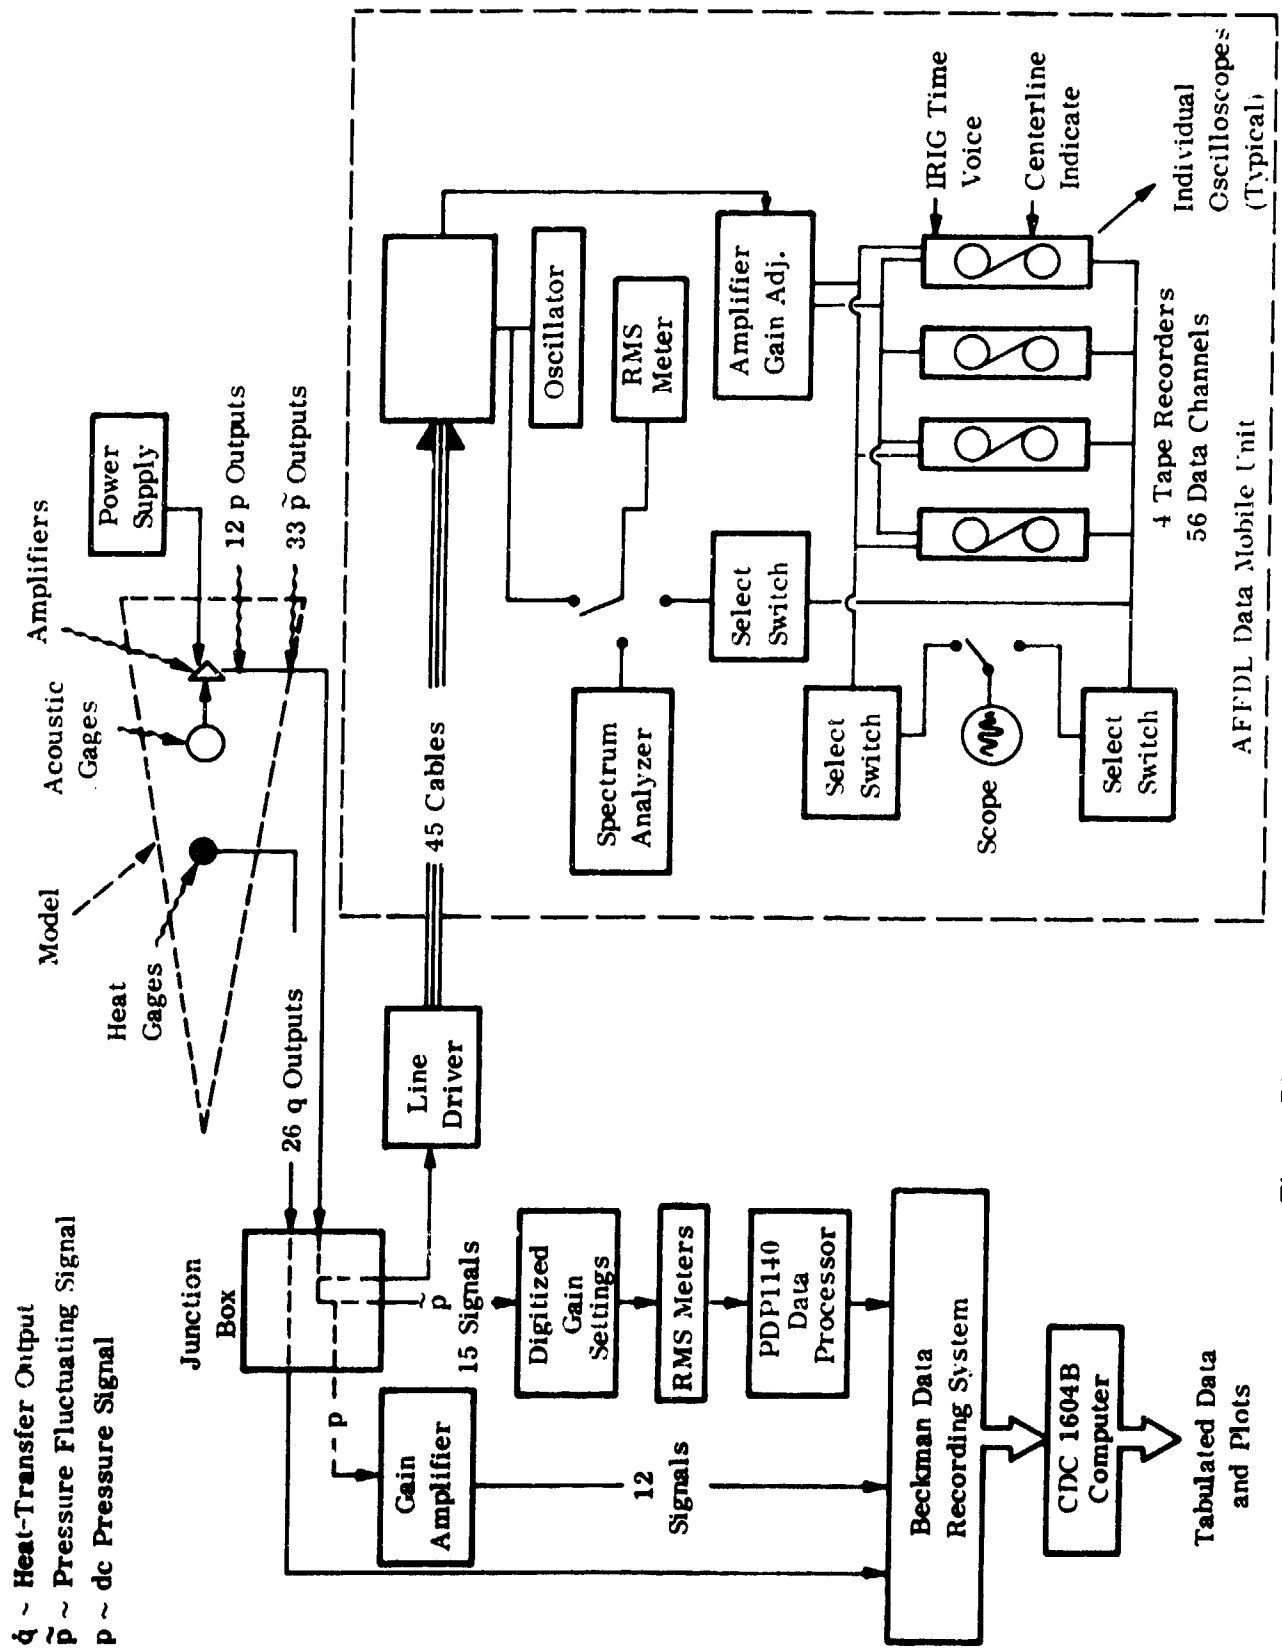 q̇ ~ Heat-Transfer Output
p̃ ~ Pressure Fluctuating Signal
p ~ dc Pressure Signal
Model
Heat
Gages
Acoustic
Gages
Amplifiers
Power
Supply
12 p Outputs
33 p̃ Outputs
26 q Outputs
Junction
Box
p
p̃
15 Signals
Gain
Amplifier
12
Signals
Digitized
Gain
Settings
RMS Meters
PDP1140
Data
Processor
Beckman Data
Recording System
CDC 1604B
Computer
Tabulated Data
and Plots
Line
Driver
45 Cables
Oscillator
RMS
Meter
Spectrum
Analyzer
Select
Switch
Amplifier
Gain Adj.
Select
Switch
Scope
Select
Switch
IRIG Time
Voice
Centerline
Indicate
Individual
Oscilloscopes
(Typical)
4 Tape Recorders
56 Data Channels
AFFDL Data Mobile Unit